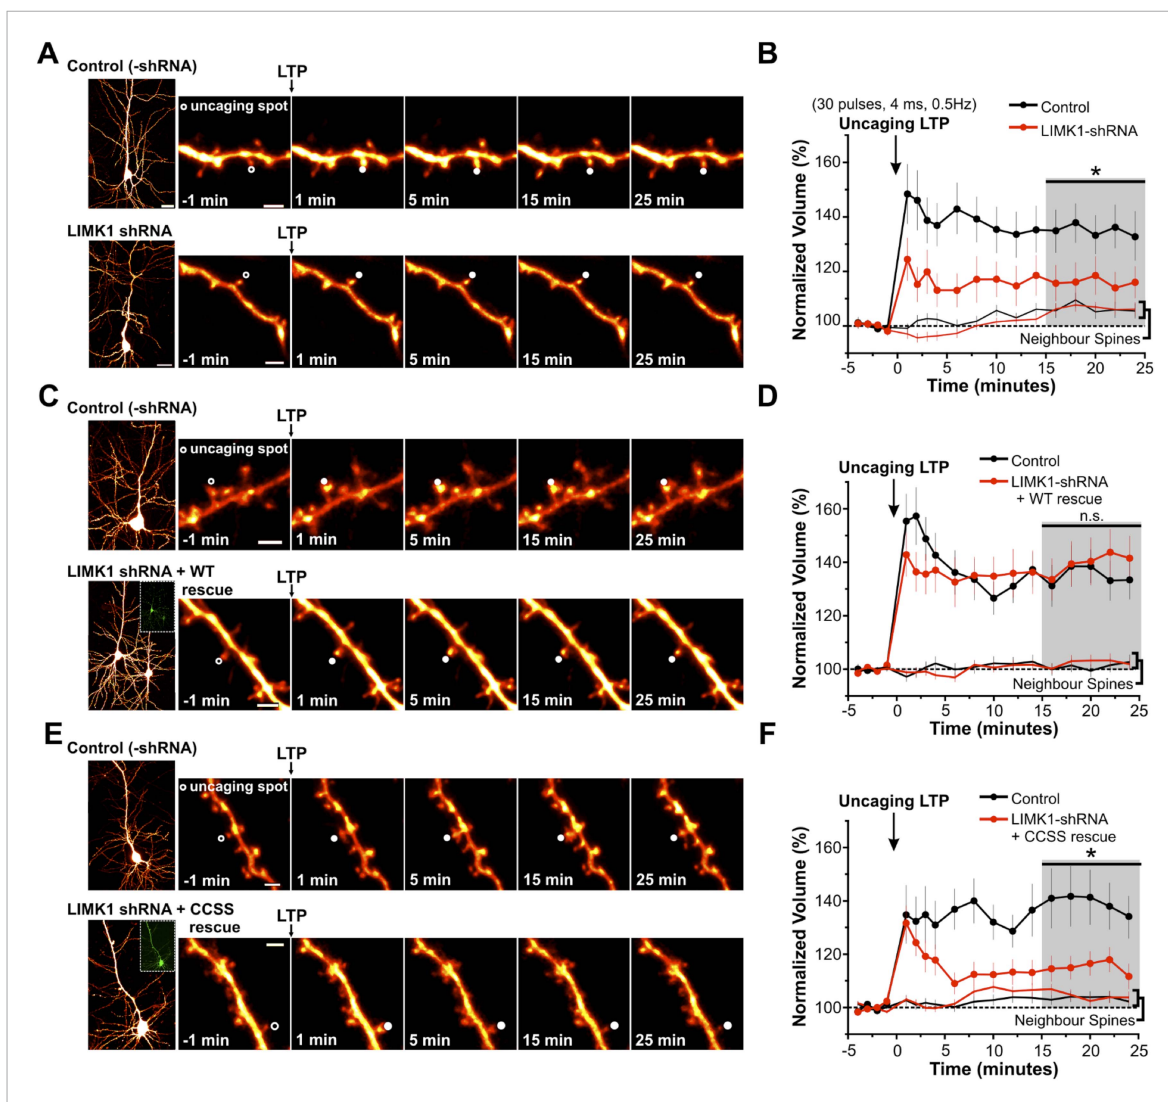 A
Control (-shRNA)
LTP
uncaging spot
-1 min
1 min
5 min
15 min
25 min
LIMK1 shRNA
LTP
-1 min
1 min
5 min
15 min
25 min
B
(30 pulses, 4 ms, 0.5Hz)
Uncaging LTP
Control
LIMK1-shRNA
*
Normalized Volume (%)
160
140
120
100
Neighbour Spines
-5 0 5 10 15 20 25
Time (minutes)
C
Control (-shRNA)
LTP
uncaging spot
-1 min
1 min
5 min
15 min
25 min
LIMK1 shRNA + WT
rescue
LTP
-1 min
1 min
5 min
15 min
25 min
D
Uncaging LTP
Control
LIMK1-shRNA
+ WT rescue
n.s.
Normalized Volume (%)
160
140
120
100
Neighbour Spines
-5 0 5 10 15 20 25
Time (minutes)
E
Control (-shRNA)
LTP
uncaging spot
-1 min
1 min
5 min
15 min
25 min
LIMK1 shRNA + CCSS
rescue
LTP
-1 min
1 min
5 min
15 min
25 min
F
Uncaging LTP
Control
LIMK1-shRNA
+ CCSS rescue
*
Normalized Volume (%)
160
140
120
100
Neighbour Spines
-5 0 5 10 15 20 25
Time (minutes)